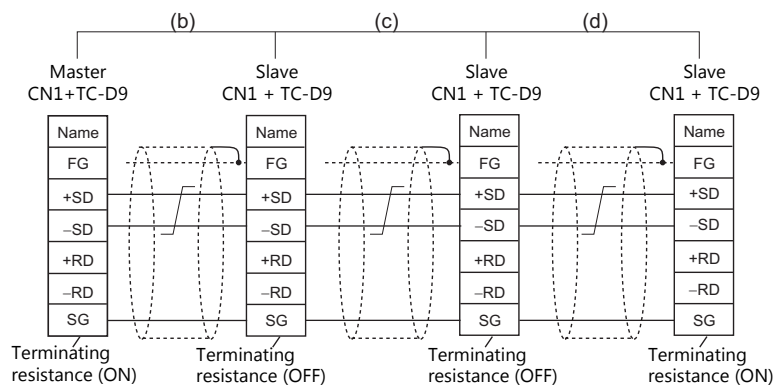 (b) (c) (d)
Master Slave Slave Slave
CN1+TC-D9 CN1 + TC-D9 CN1 + TC-D9 CN1 + TC-D9
Name Name Name Name
FG FG FG FG
+SD +SD +SD +SD
–SD –SD –SD –SD
+RD +RD +RD +RD
–RD –RD –RD –RD
SG SG SG SG
Terminating Terminating Terminating Terminating
resistance (ON) resistance (OFF) resistance (OFF) resistance (ON)